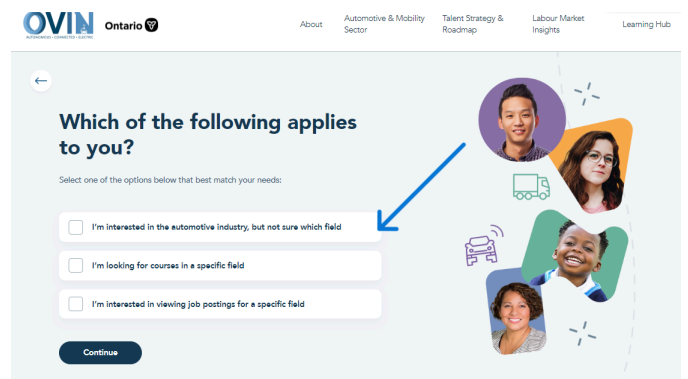 OVIN
AUTONOMOUS • CONNECTED • ELECTRIC
Ontario
About
Automotive & Mobility
Sector
Talent Strategy &
Roadmap
Labour Market
Insights
Learning Hub
Which of the following applies
to you?
Select one of the options below that best match your needs:
I'm interested in the automotive industry, but not sure which field
I'm looking for courses in a specific field
I'm interested in viewing job postings for a specific field
Continue